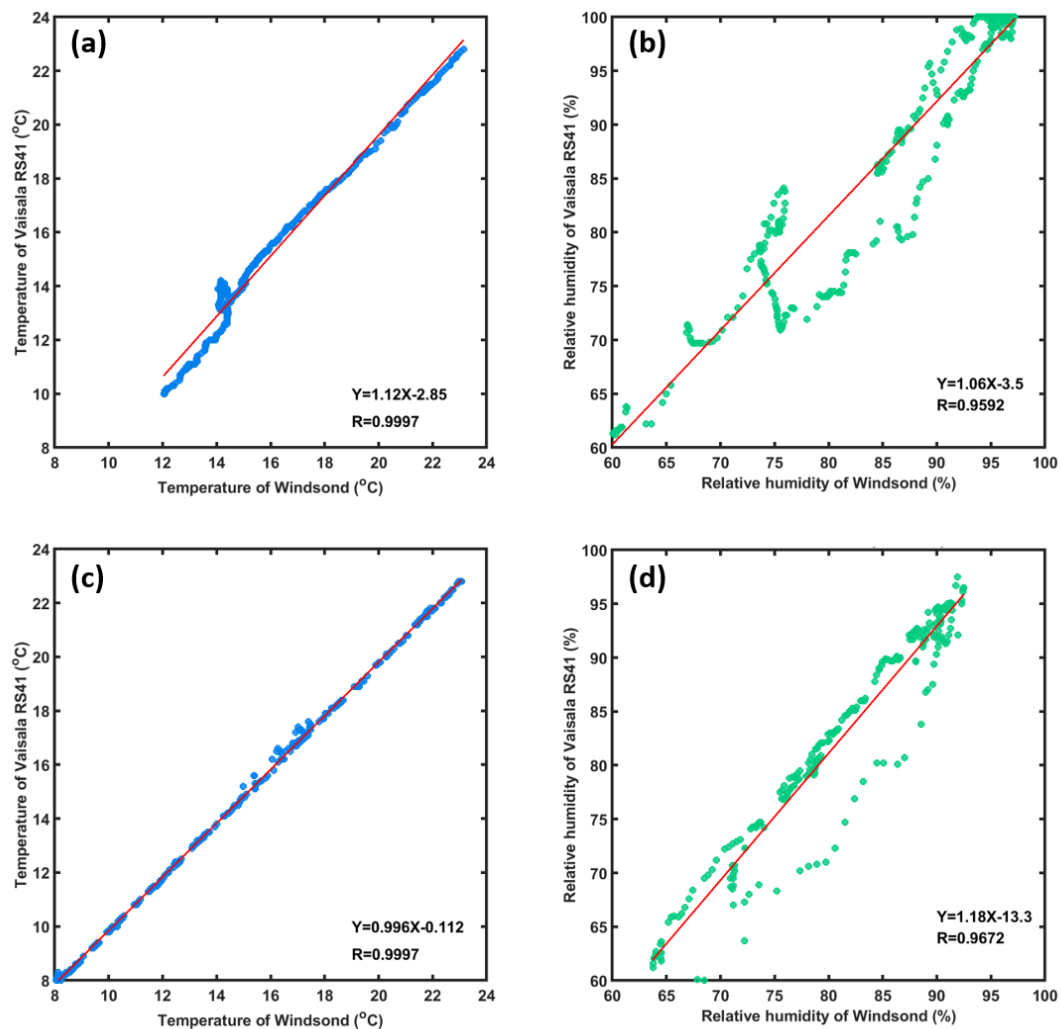 (a)
24
22
20
18
16
14
12
10
8
Temperature of Vaisala RS41 (°C)
Y=1.12X-2.85
R=0.9997
8 10 12 14 16 18 20 22 24
Temperature of Windsond (°C)
(b)
100
95
90
85
80
75
70
65
60
Relative humidity of Vaisala RS41 (%)
Y=1.06X-3.5
R=0.9592
60 65 70 75 80 85 90 95 100
Relative humidity of Windsond (%)
(c)
24
22
20
18
16
14
12
10
8
Temperature of Vaisala RS41 (°C)
Y=0.996X-0.112
R=0.9997
8 10 12 14 16 18 20 22 24
Temperature of Windsond (°C)
(d)
100
95
90
85
80
75
70
65
60
Relative humidity of Vaisala RS41 (%)
Y=1.18X-13.3
R=0.9672
60 65 70 75 80 85 90 95 100
Relative humidity of Windsond (%)